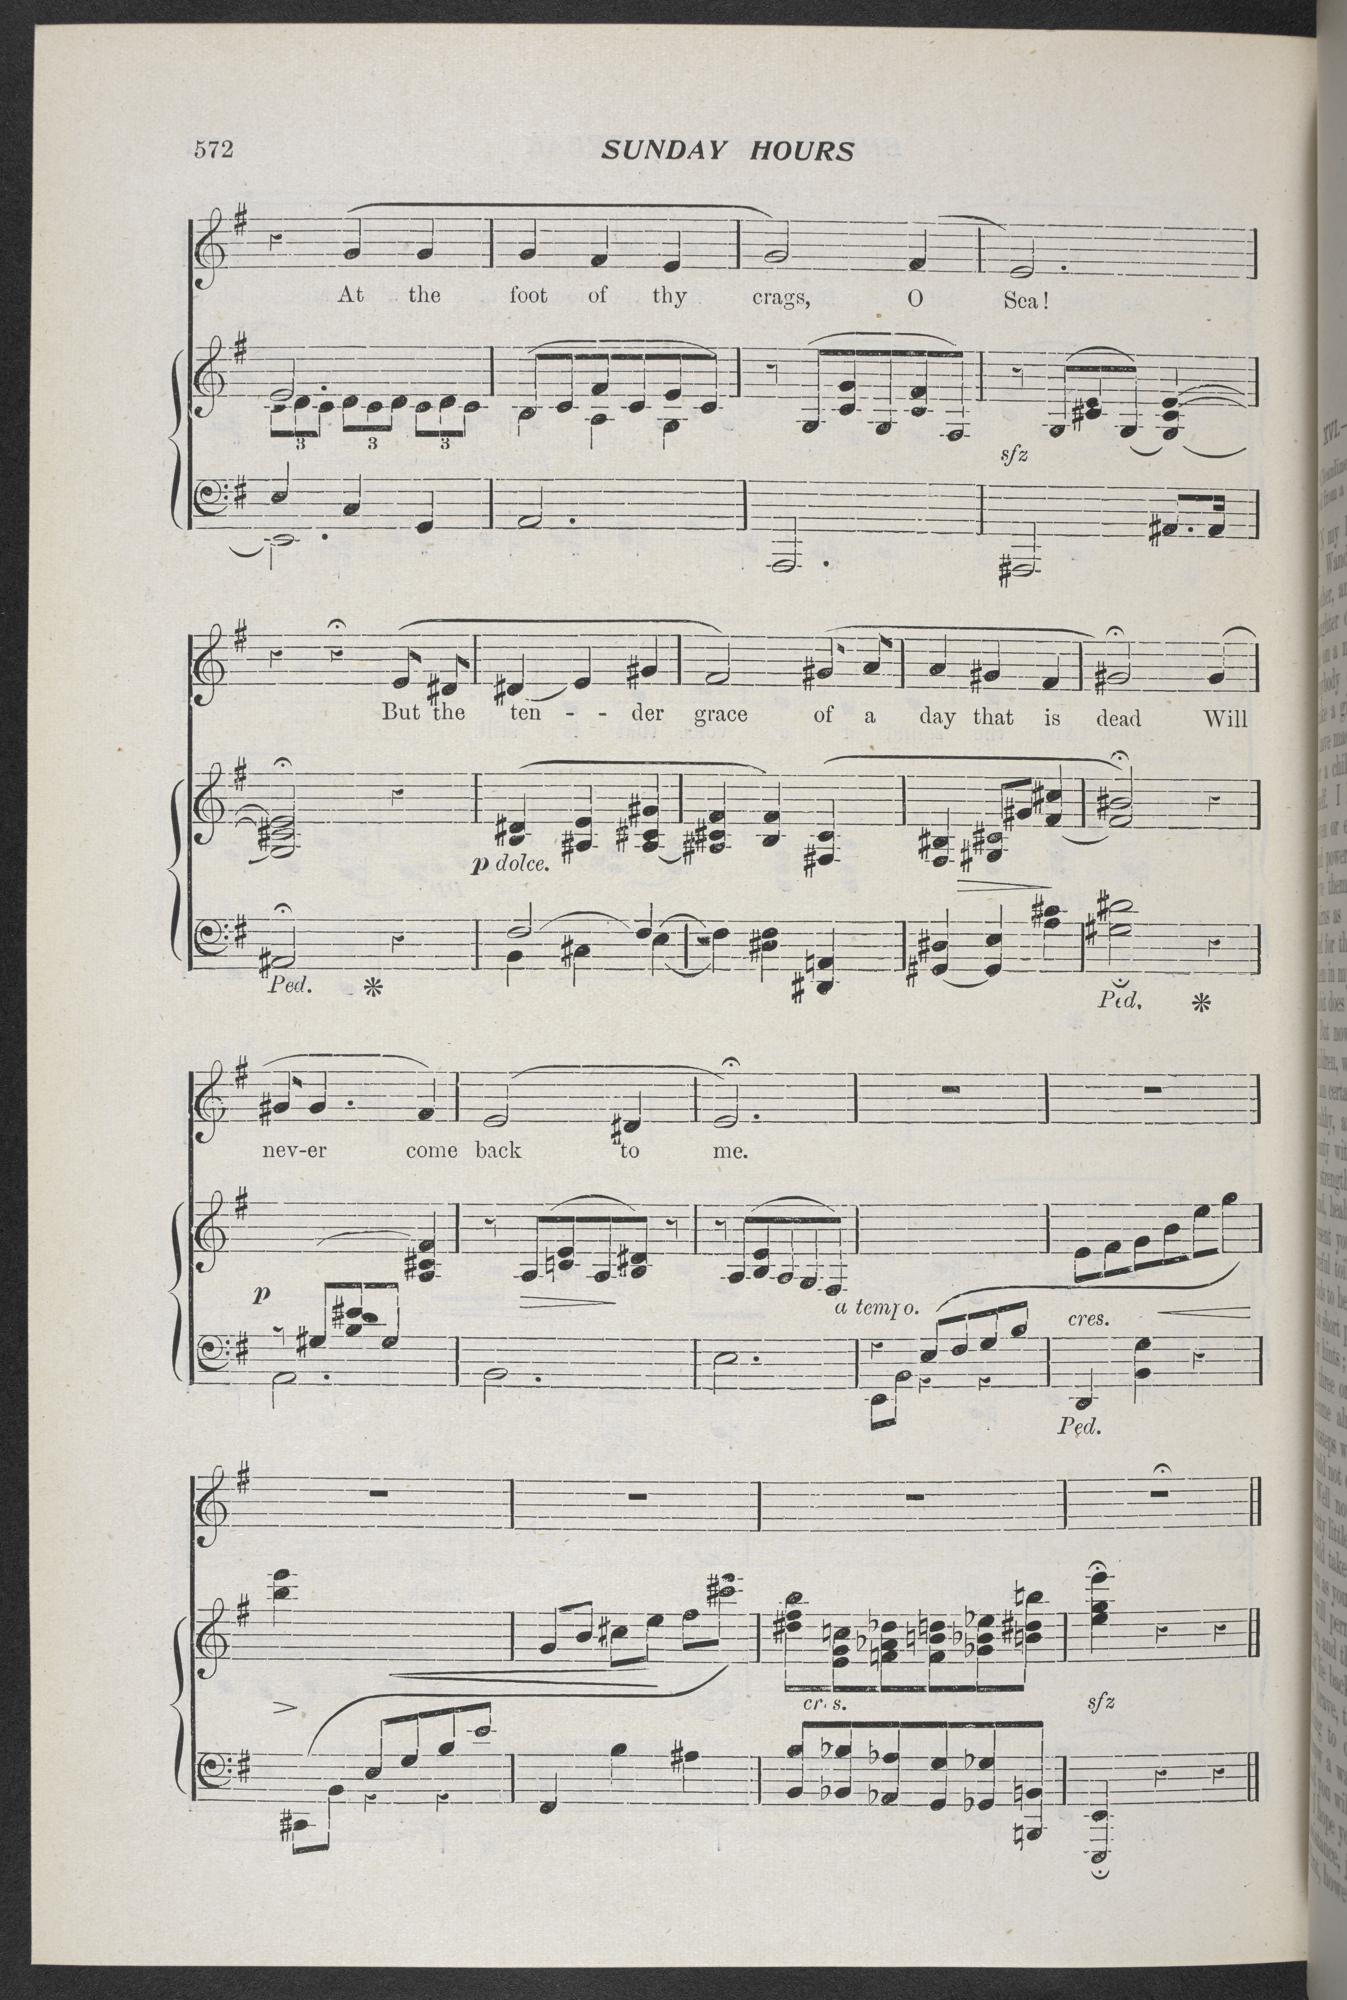 572 SUNDAY HOURS
At the foot of thy crags, O Sea!
3 3 3
sfz
But the ten - - der grace of a day that is dead Will
p dolce.
Ped. Ped.
nev-er come back to me.
p
a tempo.
cres.
Ped.
>
cres. sfz